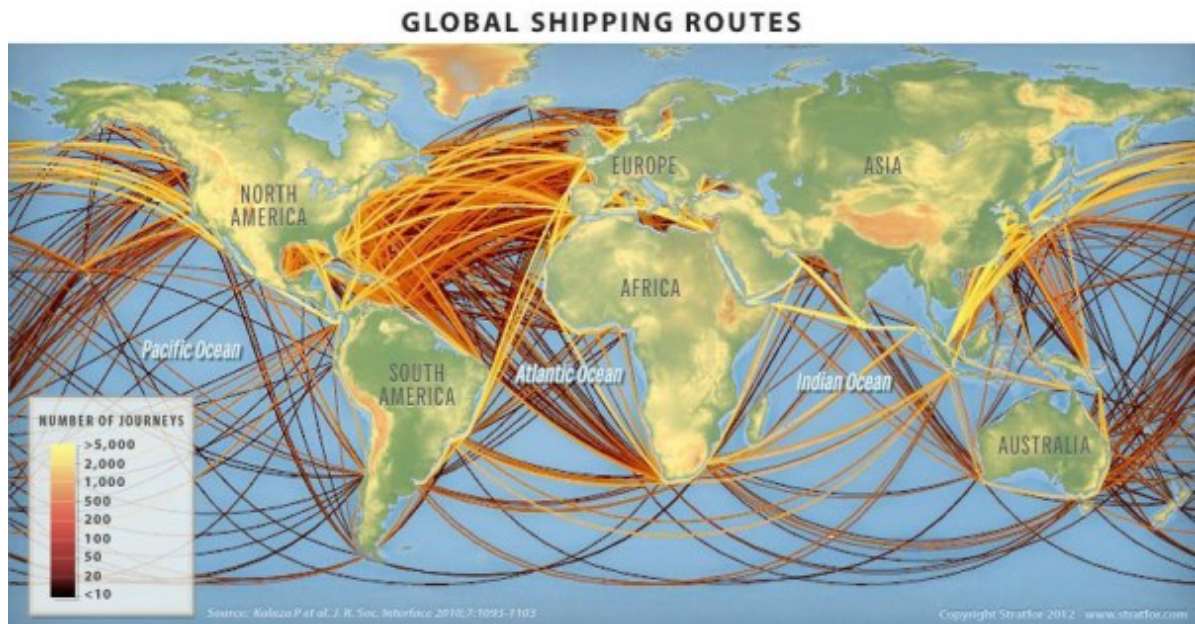 GLOBAL SHIPPING ROUTES
NORTH
AMERICA
EUROPE
ASIA
AFRICA
Pacific Ocean
SOUTH
AMERICA
Atlantic Ocean
Indian Ocean
AUSTRALIA
NUMBER OF JOURNEYS
>5,000
2,000
1,000
500
200
100
50
20
<10
Source: Kaluza P et al. J. R. Soc. Interface 2010;7:1093-1103
Copyright Stratfor 2012 www.stratfor.com